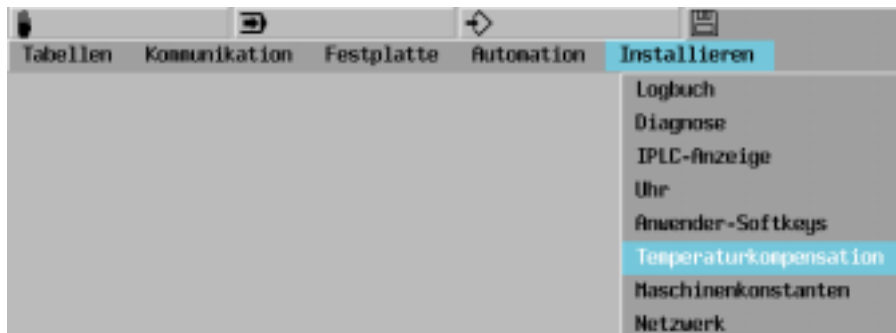 Tabellen Kommunikation Festplatte Automation Installieren
Logbuch
Diagnose
IPLC-Anzeige
Uhr
Anwender-Softkeys
Temperaturkompensation
Maschinenkonstanten
Netzwerk